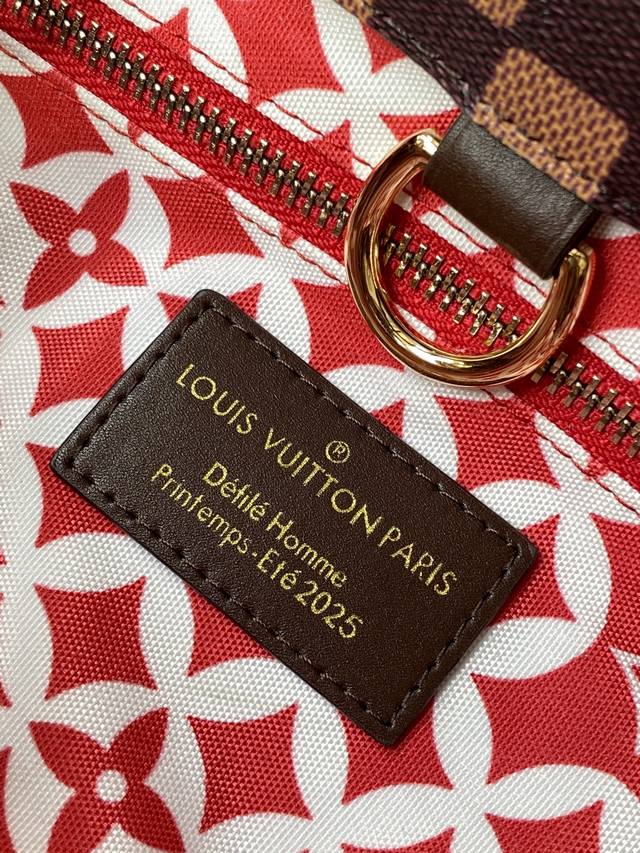 LOUIS VUITTON PARIS
®
Défilé Homme
Printemps-Eté 2025